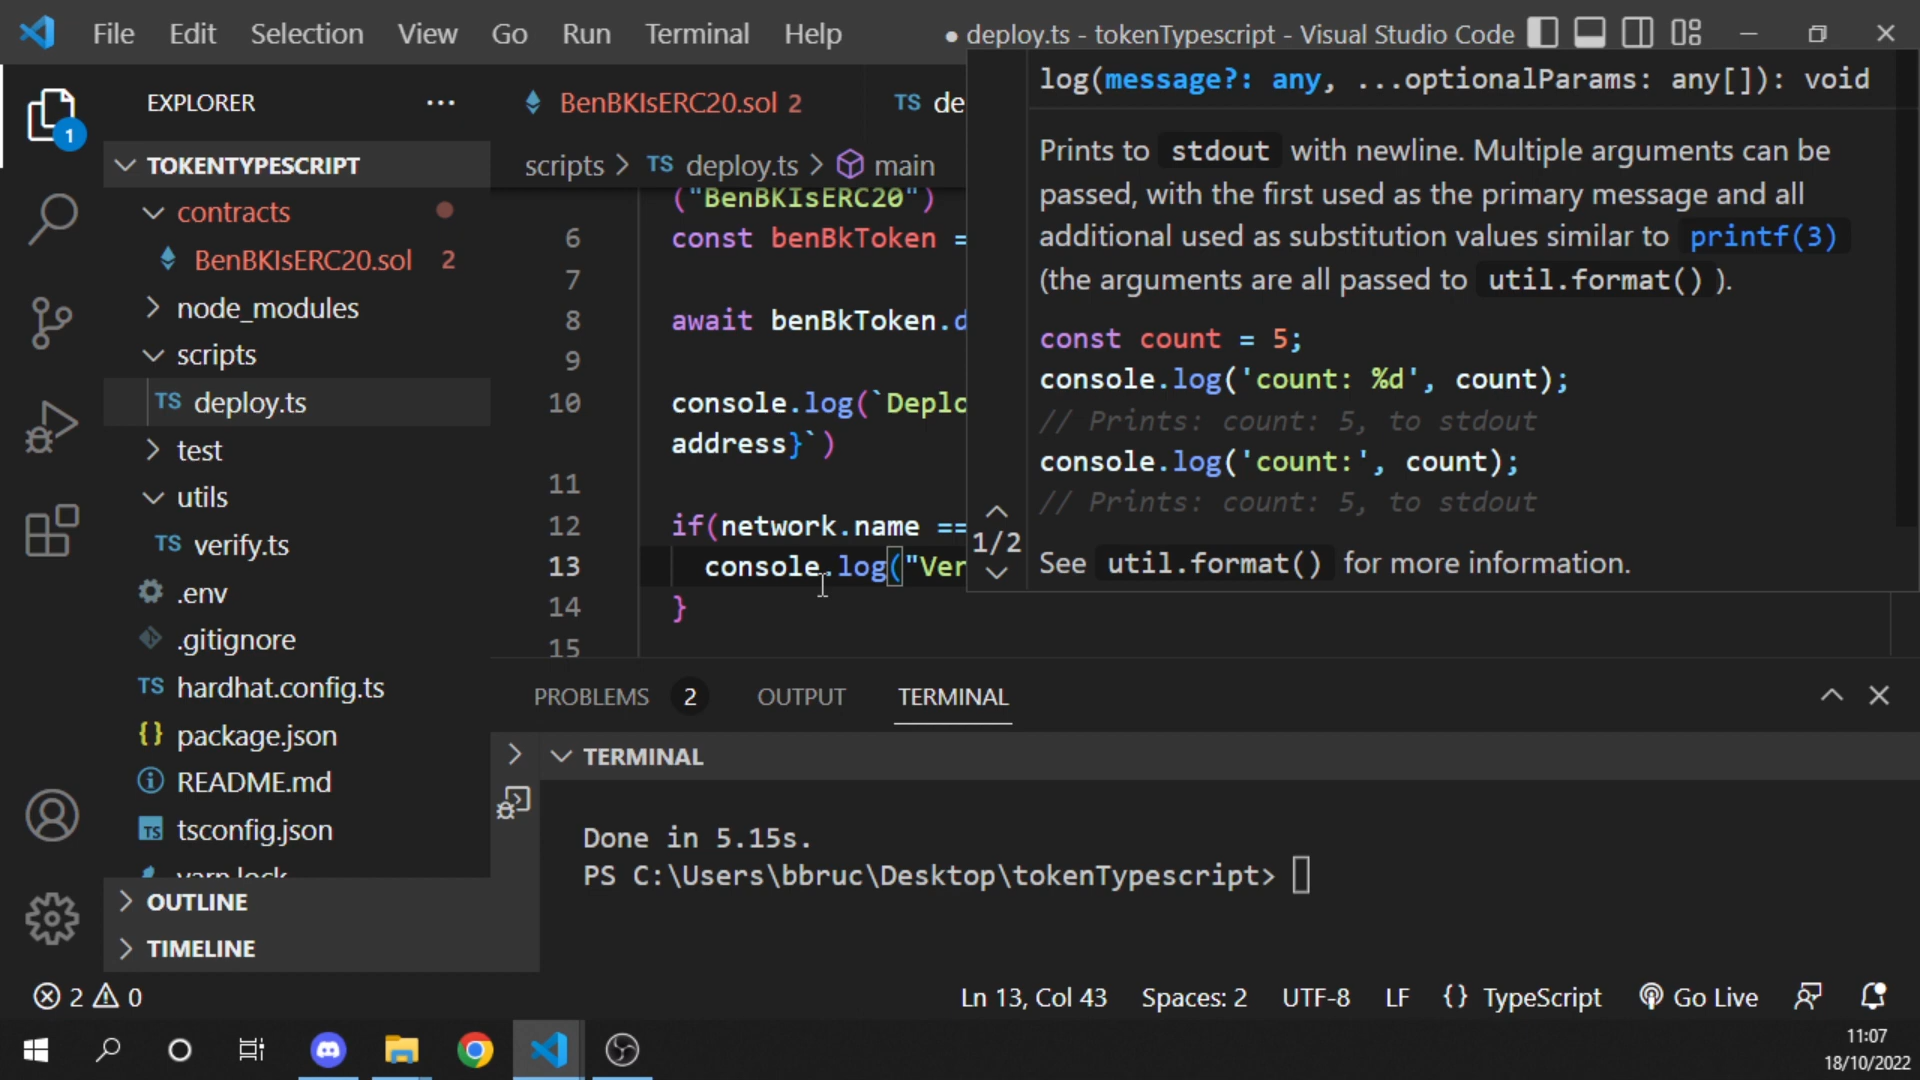 File Edit Selection View Go Run Terminal Help ● deploy.ts - tokenTypescript - Visual Studio Code
EXPLORER
1
TOKENTYPESCRIPT
contracts
BenBKIsERC20.sol 2
node_modules
scripts
TS deploy.ts
test
utils
TS verify.ts
.env
.gitignore
TS hardhat.config.ts
{} package.json
README.md
TS tsconfig.json
yarn.lock
OUTLINE
TIMELINE
BenBKIsERC20.sol 2 TS de
scripts > TS deploy.ts > main
("BenBKIsERC20")
6 const benBkToken =
7
8 await benBkToken.d
9
10 console.log(`Deplo
address}`)
11
12 if(network.name ==
13 console.log("Ver
14 }
15
1/2
log(message?: any, ...optionalParams: any[]): void
Prints to stdout with newline. Multiple arguments can be
passed, with the first used as the primary message and all
additional used as substitution values similar to printf(3)
(the arguments are all passed to util.format() ).
const count = 5;
console.log('count: %d', count);
// Prints: count: 5, to stdout
console.log('count:', count);
// Prints: count: 5, to stdout
See util.format() for more information.
PROBLEMS 2 OUTPUT TERMINAL
TERMINAL
Done in 5.15s.
PS C:\Users\bbruc\Desktop\tokenTypescript>
2 0
Ln 13, Col 43 Spaces: 2 UTF-8 LF {} TypeScript Go Live
11:07
18/10/2022